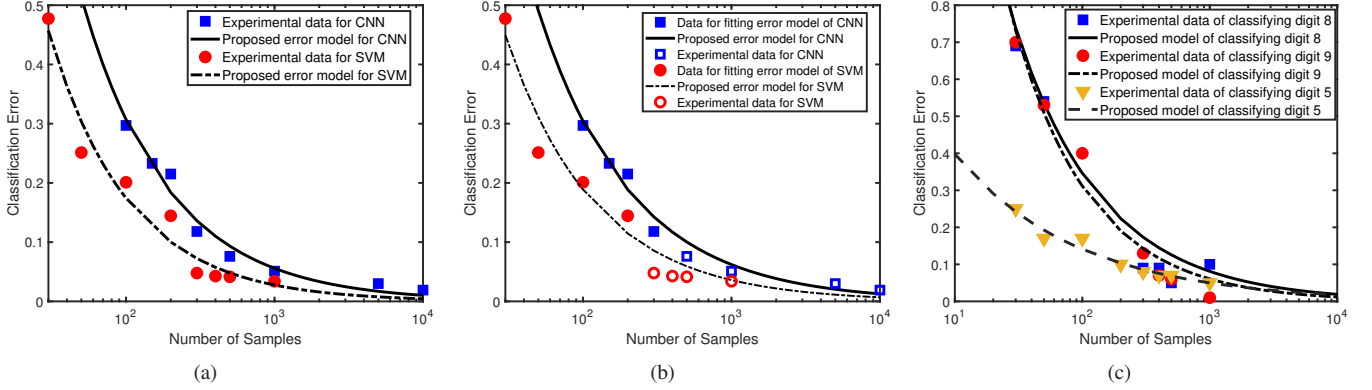 0.5
0.4
0.3
0.2
0.1
0
Classification Error
10^2
10^3
10^4
Number of Samples
Experimental data for CNN
Proposed error model for CNN
Experimental data for SVM
Proposed error model for SVM
(a)
0.5
0.4
0.3
0.2
0.1
0
Classification Error
10^2
10^3
10^4
Number of Samples
Data for fitting error model of CNN
Proposed error model for CNN
Experimental data for CNN
Data for fitting error model of SVM
Proposed error model for SVM
Experimental data for SVM
(b)
0.8
0.7
0.6
0.5
0.4
0.3
0.2
0.1
0
Classification Error
10^1
10^2
10^3
10^4
Number of Samples
Experimental data of classifying digit 8
Proposed model of classifying digit 8
Experimental data of classifying digit 9
Proposed model of classifying digit 9
Experimental data of classifying digit 5
Proposed model of classifying digit 5
(c)